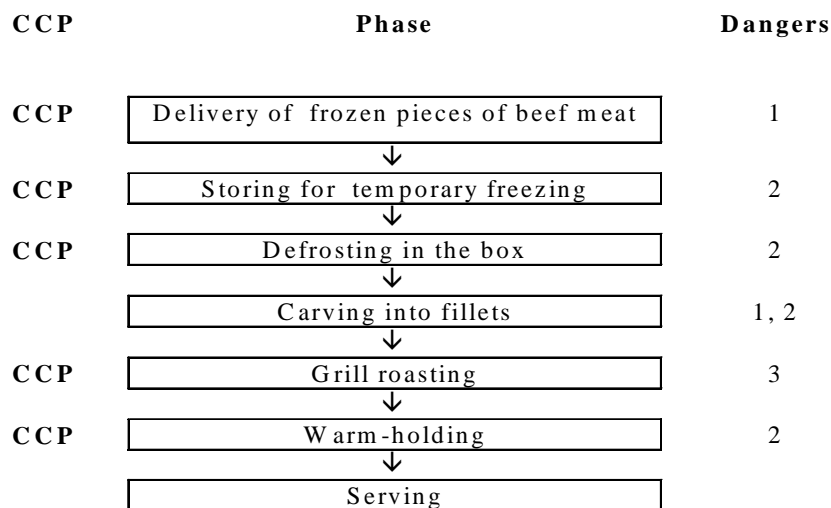 CCP Phase Dangers
CCP Delivery of frozen pieces of beef meat 1
CCP Storing for temporary freezing 2
CCP Defrosting in the box 2
Carving into fillets 1, 2
CCP Grill roasting 3
CCP Warm-holding 2
Serving